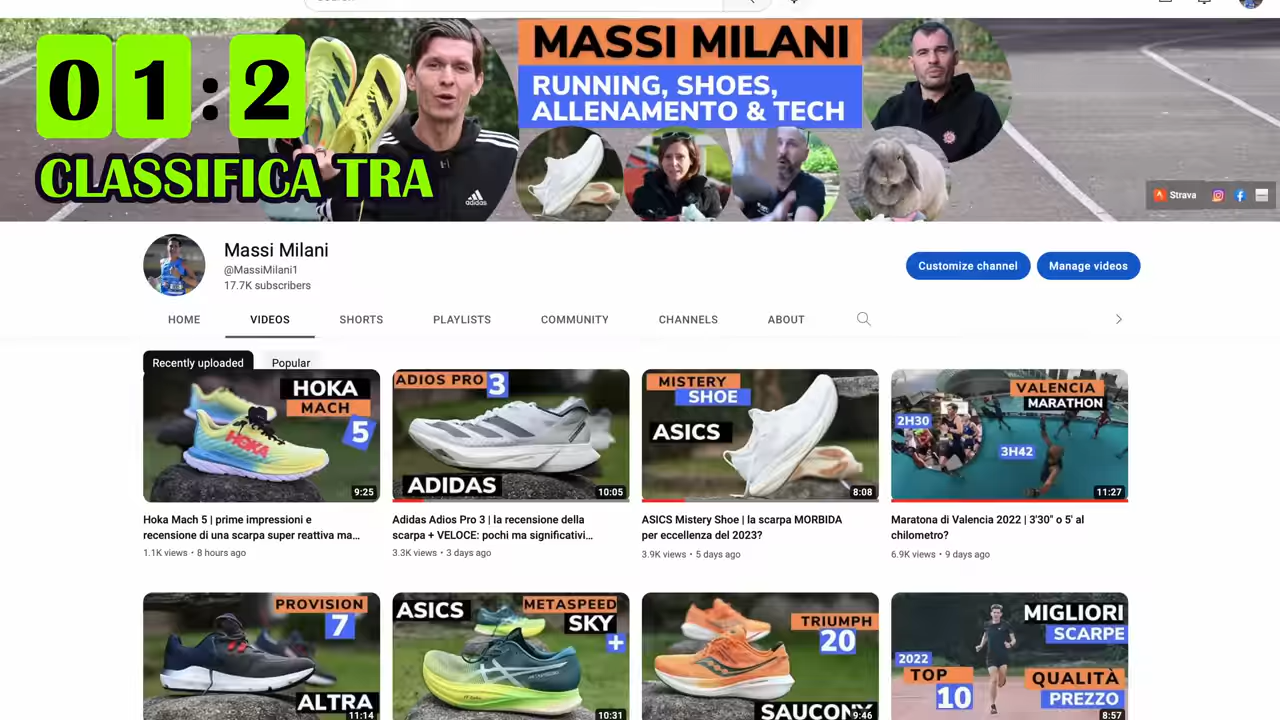 01:2
CLASSIFICA TRA
MASSI MILANI
RUNNING, SHOES,
ALLENAMENTO & TECH
adidas
Strava
Massi Milani
@MassiMilani1
17.7K subscribers
Customize channel
Manage videos
HOME
VIDEOS
SHORTS
PLAYLISTS
COMMUNITY
CHANNELS
ABOUT
Recently uploaded
Popular
HOKA
MACH
5
HOKA
9:25
ADIOS PRO 3
ADIDAS
10:05
MISTERY
SHOE
ASICS
8:08
VALENCIA
MARATHON
2H30
3H42
11:27
Hoka Mach 5 | prime impressioni e
recensione di una scarpa super reattiva ma…
1.1K views • 8 hours ago
Adidas Adios Pro 3 | la recensione della
scarpa + VELOCE: pochi ma significativi…
3.3K views • 3 days ago
ASICS Mistery Shoe | la scarpa MORBIDA
per eccellenza del 2023?
3.9K views • 5 days ago
Maratona di Valencia 2022 | 3'30" o 5' al
chilometro?
6.9K views • 9 days ago
PROVISION
7
ALTRA
11:14
ASICS
METASPEED
SKY
+
10:31
TRIUMPH
20
SAUCONY
9:46
MIGLIORI
SCARPE
2022
TOP
10
QUALITÀ
PREZZO
8:57